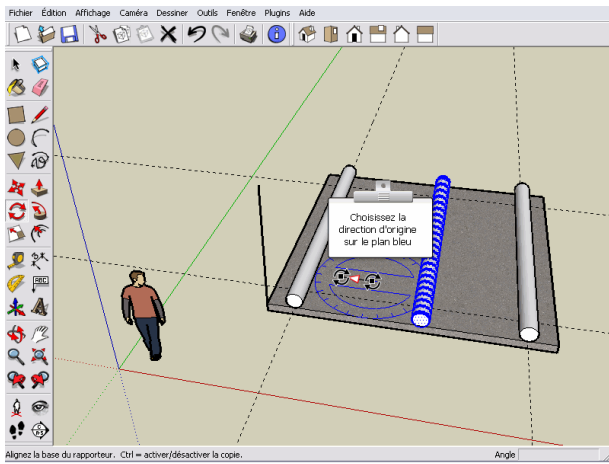 Fichier Édition Affichage Caméra Dessiner Outils Fenêtre Plugins Aide
ABC
Choisissez la
direction d'origine
sur le plan bleu
Alignez la base du rapporteur. Ctrl = activer/désactiver la copie. Angle